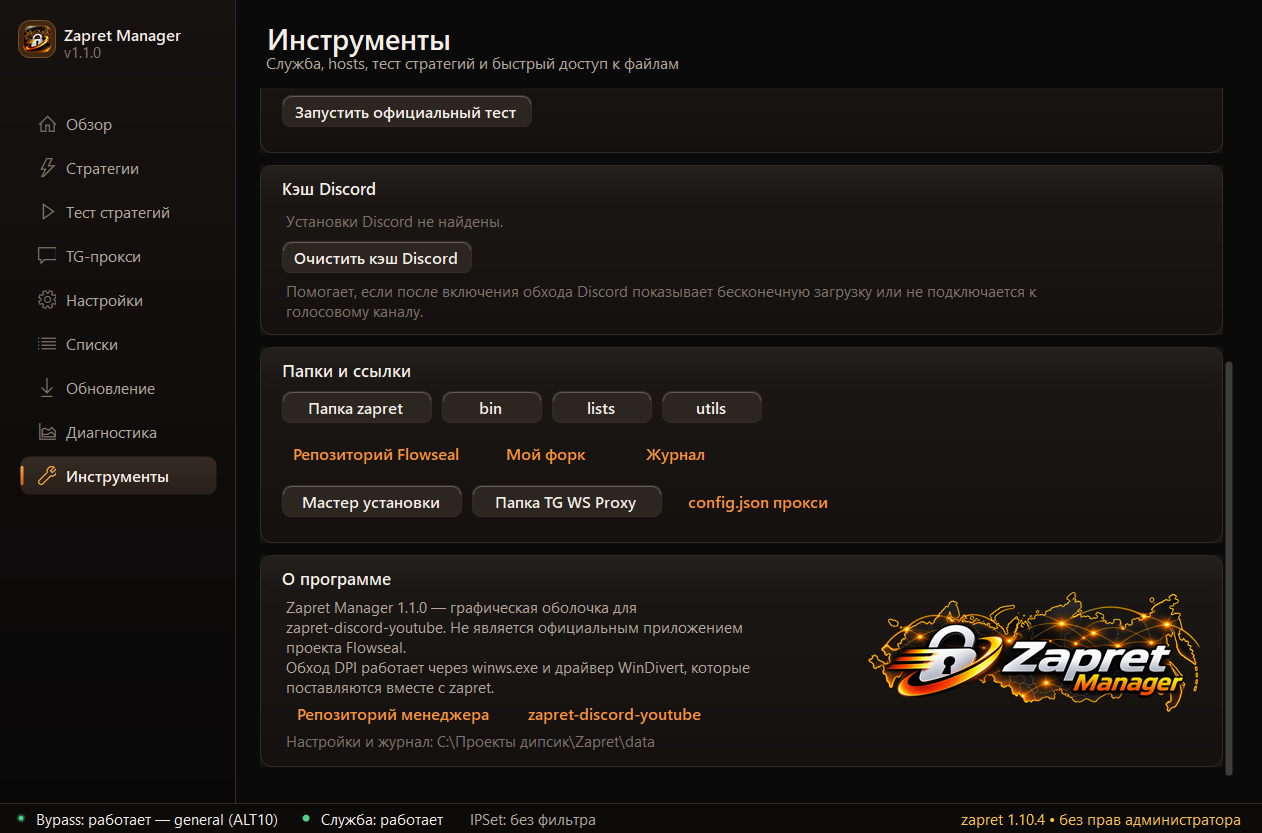 Zapret Manager
v1.1.0
Обзор
Стратегии
Тест стратегий
TG-прокси
Настройки
Списки
Обновление
Диагностика
Инструменты
Инструменты
Служба, hosts, тест стратегий и быстрый доступ к файлам
Запустить официальный тест
Кэш Discord
Установки Discord не найдены.
Очистить кэш Discord
Помогает, если после включения обхода Discord показывает бесконечную загрузку или не подключается к
голосовому каналу.
Папки и ссылки
Папка zapret bin lists utils
Репозиторий Flowseal Мой форк Журнал
Мастер установки Папка TG WS Proxy config.json прокси
О программе
Zapret Manager 1.1.0 — графическая оболочка для
zapret-discord-youtube. Не является официальным приложением
проекта Flowseal.
Обход DPI работает через winws.exe и драйвер WinDivert, которые
поставляются вместе с zapret.
Репозиторий менеджера zapret-discord-youtube
Настройки и журнал: C:\Проекты дипсик\Zapret\data
Zapret
Manager
Bypass: работает — general (ALT10) Служба: работает IPSet: без фильтра zapret 1.10.4 • без прав администратора